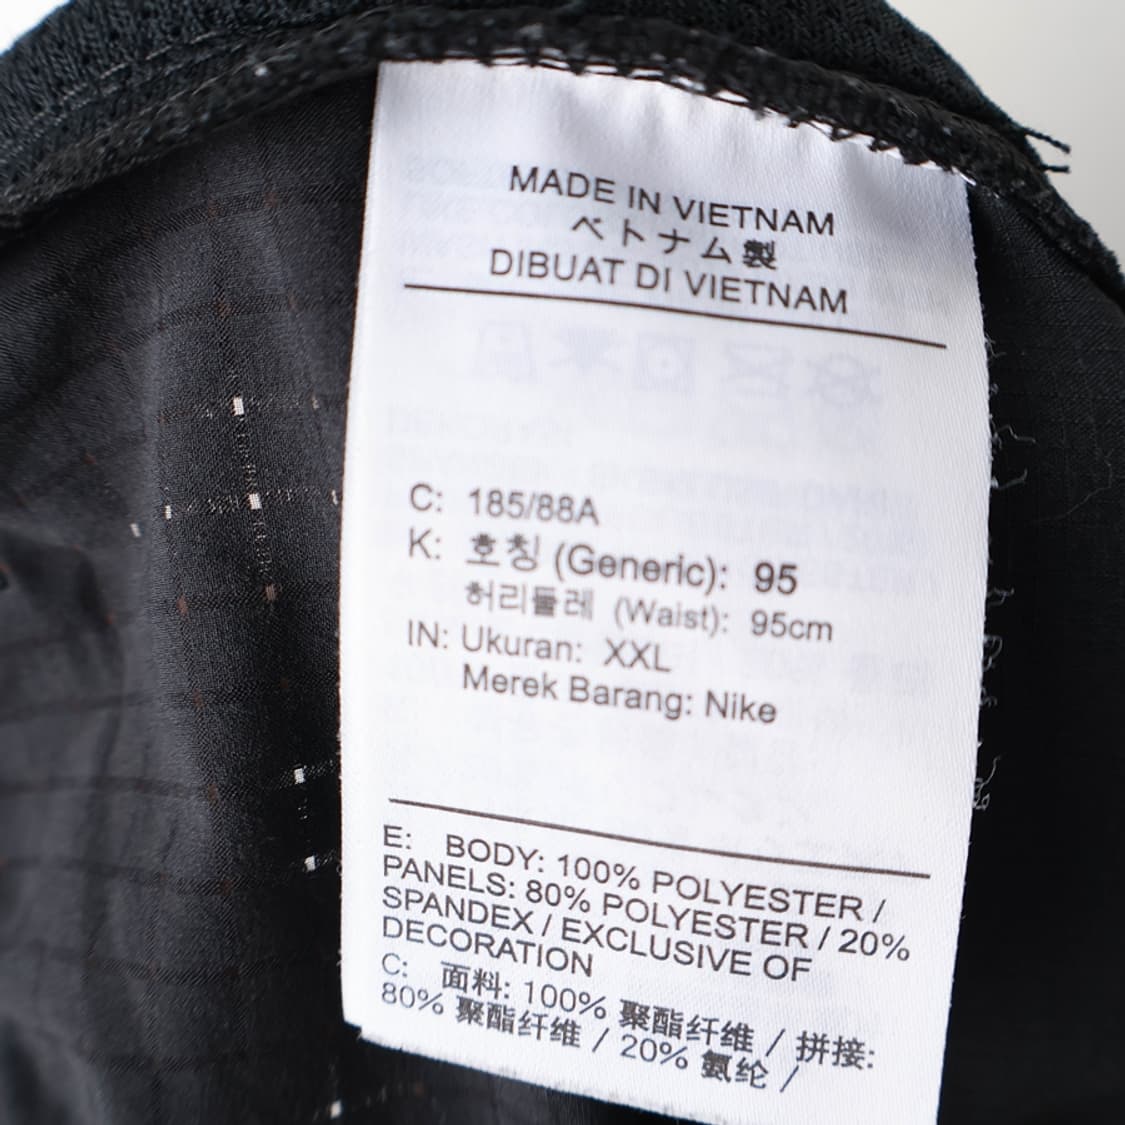 MADE IN VIETNAM
ベトナム製
DIBUAT DI VIETNAM
C: 185/88A
K: 호칭 (Generic): 95
허리둘레 (Waist): 95cm
IN: Ukuran: XXL
Merek Barang: Nike
E: BODY: 100% POLYESTER /
PANELS: 80% POLYESTER / 20%
SPANDEX / EXCLUSIVE OF
DECORATION
C: 面料: 100% 聚酯纤维 / 拼接:
80% 聚酯纤维 / 20% 氨纶 /